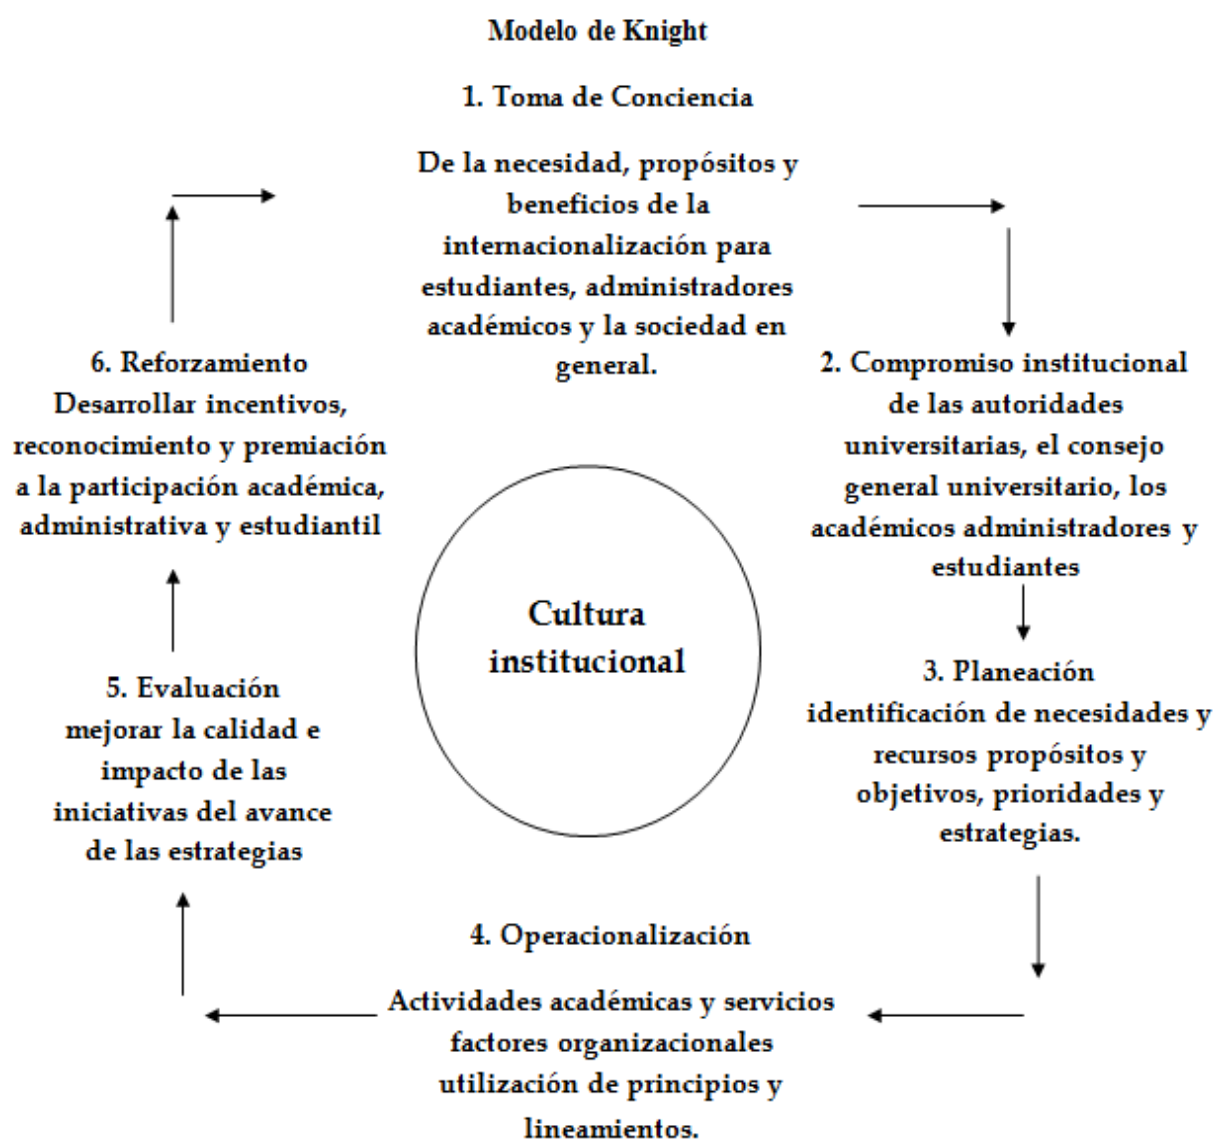 Modelo de Knight
1. Toma de Conciencia
De la necesidad, propósitos y
beneficios de la
internacionalización para
estudiantes, administradores
académicos y la sociedad en
general.
2. Compromiso institucional
de las autoridades
universitarias, el consejo
general universitario, los
académicos administradores y
estudiantes
3. Planeación
identificación de necesidades y
recursos propósitos y
objetivos, prioridades y
estrategias.
4. Operacionalización
Actividades académicas y servicios
factores organizacionales
utilización de principios y
lineamientos.
5. Evaluación
mejorar la calidad e
impacto de las
iniciativas del avance
de las estrategias
6. Reforzamiento
Desarrollar incentivos,
reconocimiento y premiación
a la participación académica,
administrativa y estudiantil
Cultura
institucional